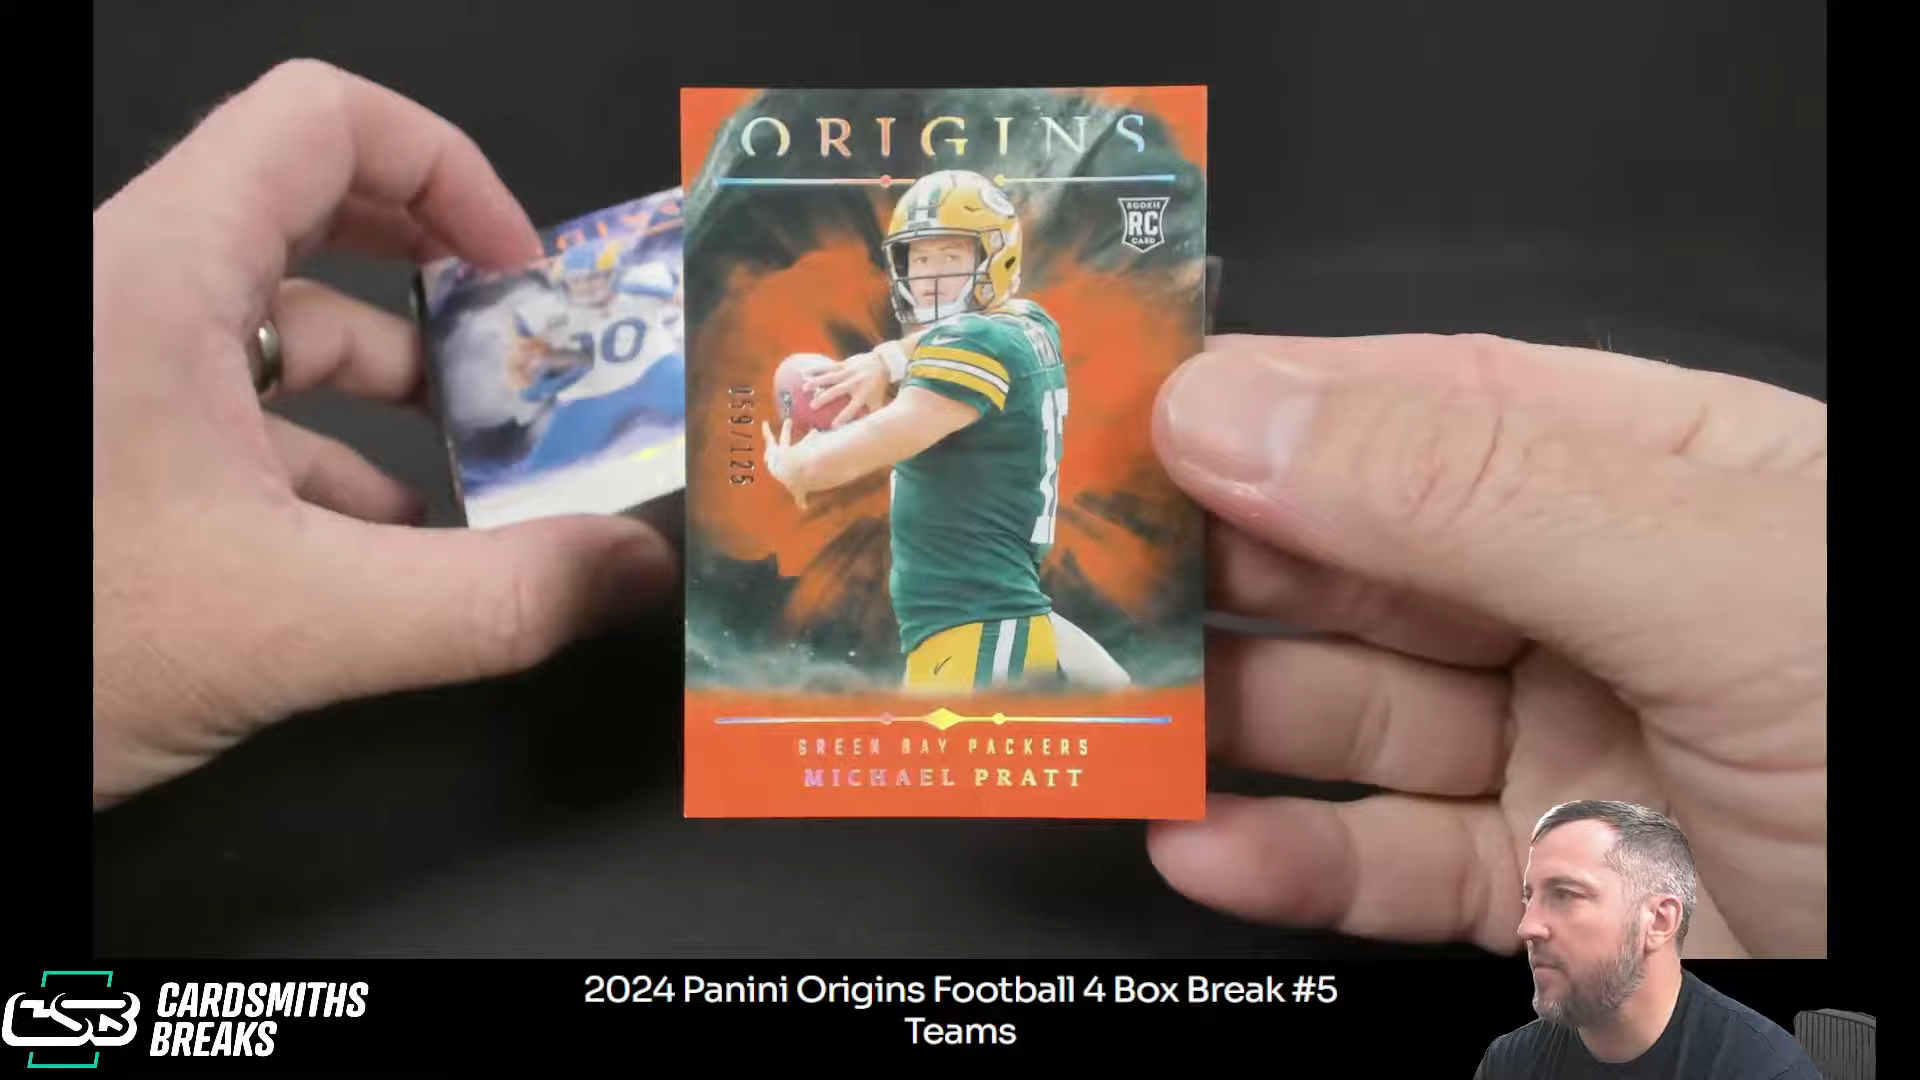 ORIGINS
ROOKIE
RC
CARD
10
059/125
GREEN BAY PACKERS
MICHAEL PRATT
CARDSMITHS
BREAKS
2024 Panini Origins Football 4 Box Break #5
Teams